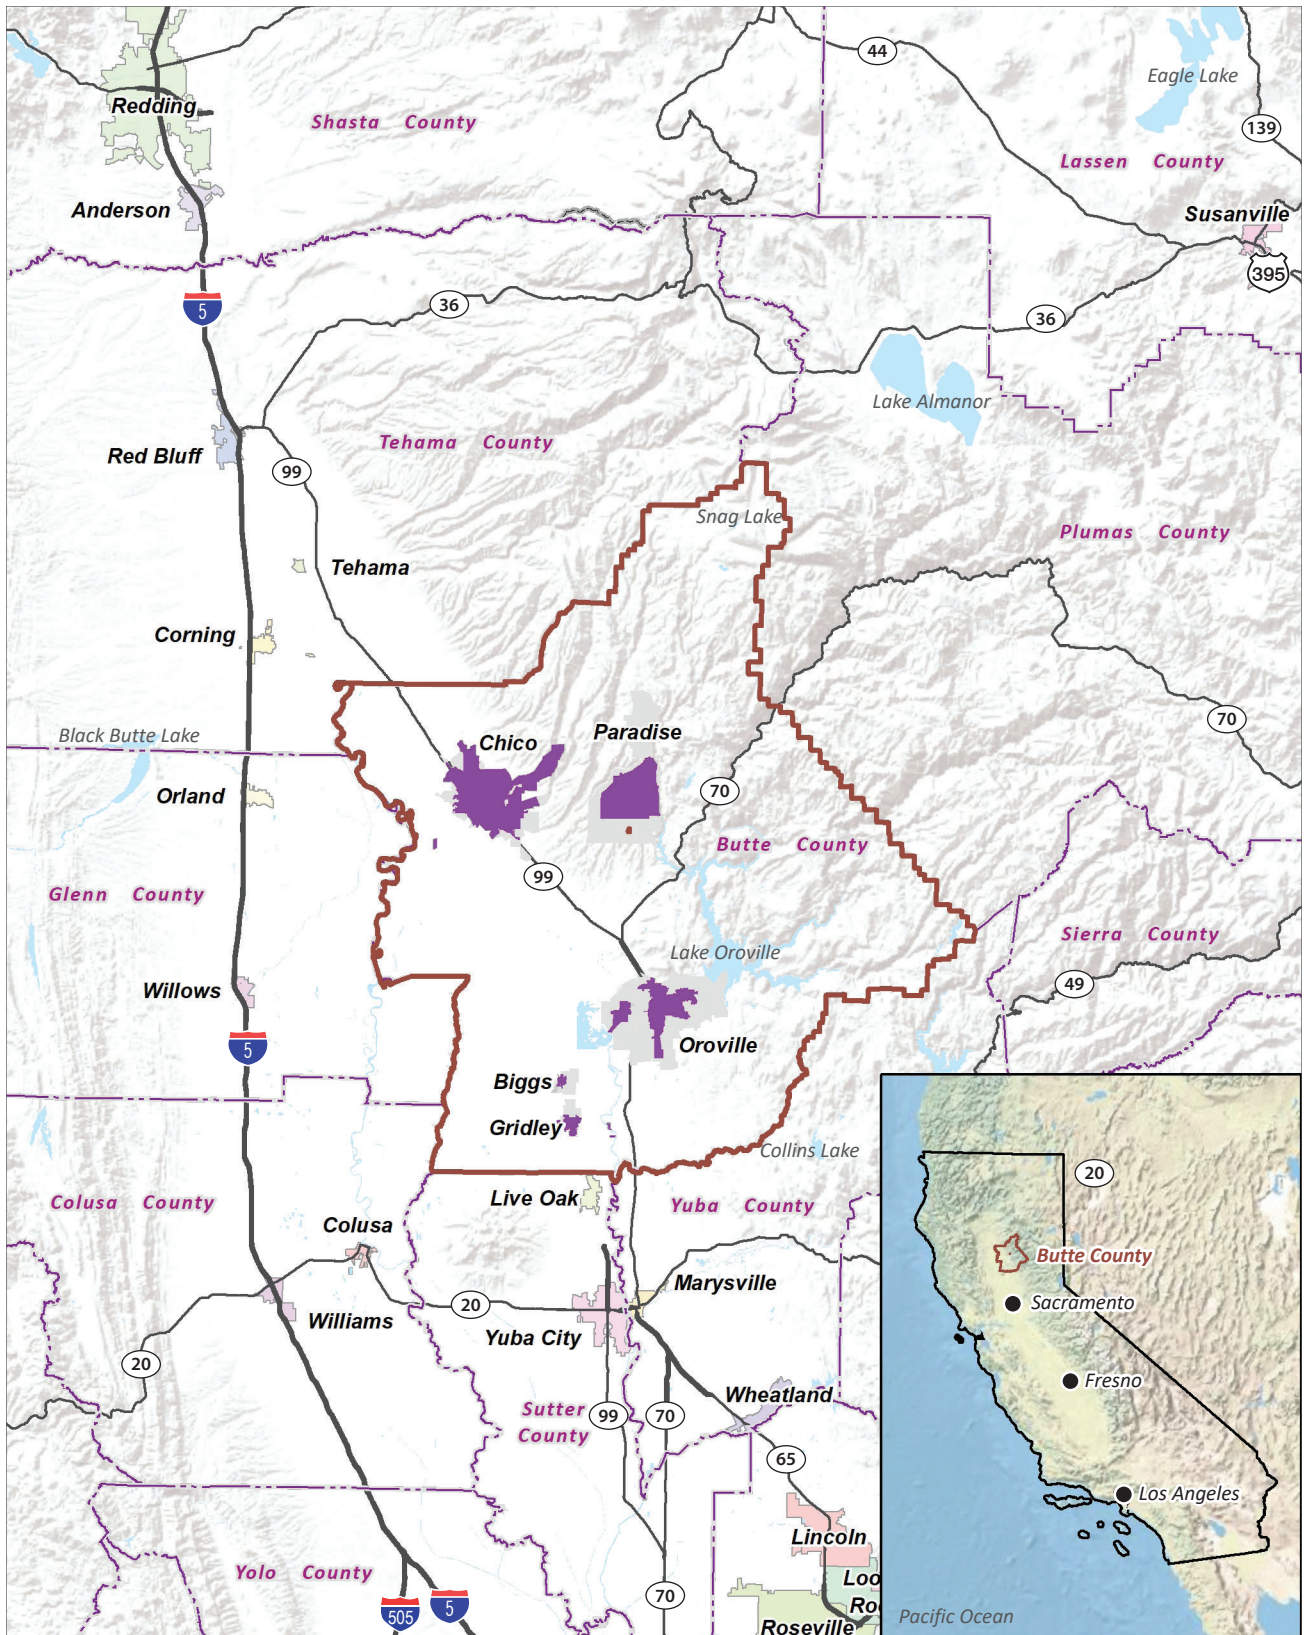 44
Eagle Lake
Redding
Shasta County
139
Lassen County
Anderson
Susanville
395
5
36
36
Lake Almanor
Tehama County
Red Bluff
99
Snag Lake
Plumas County
Tehama
Corning
70
Black Butte Lake
Chico
Paradise
Orland
70
Butte County
99
Glenn County
Sierra County
Lake Oroville
49
Willows
5
Oroville
Biggs
Gridley
Collins Lake
Live Oak
Colusa County
Yuba County
Colusa
20
Butte County
Marysville
20
Sacramento
Williams
Yuba City
20
Fresno
Wheatland
Sutter
County
99
70
65
Los Angeles
Lincoln
Yolo County
Loo
Ro
70
505
5
Roseville
Pacific Ocean